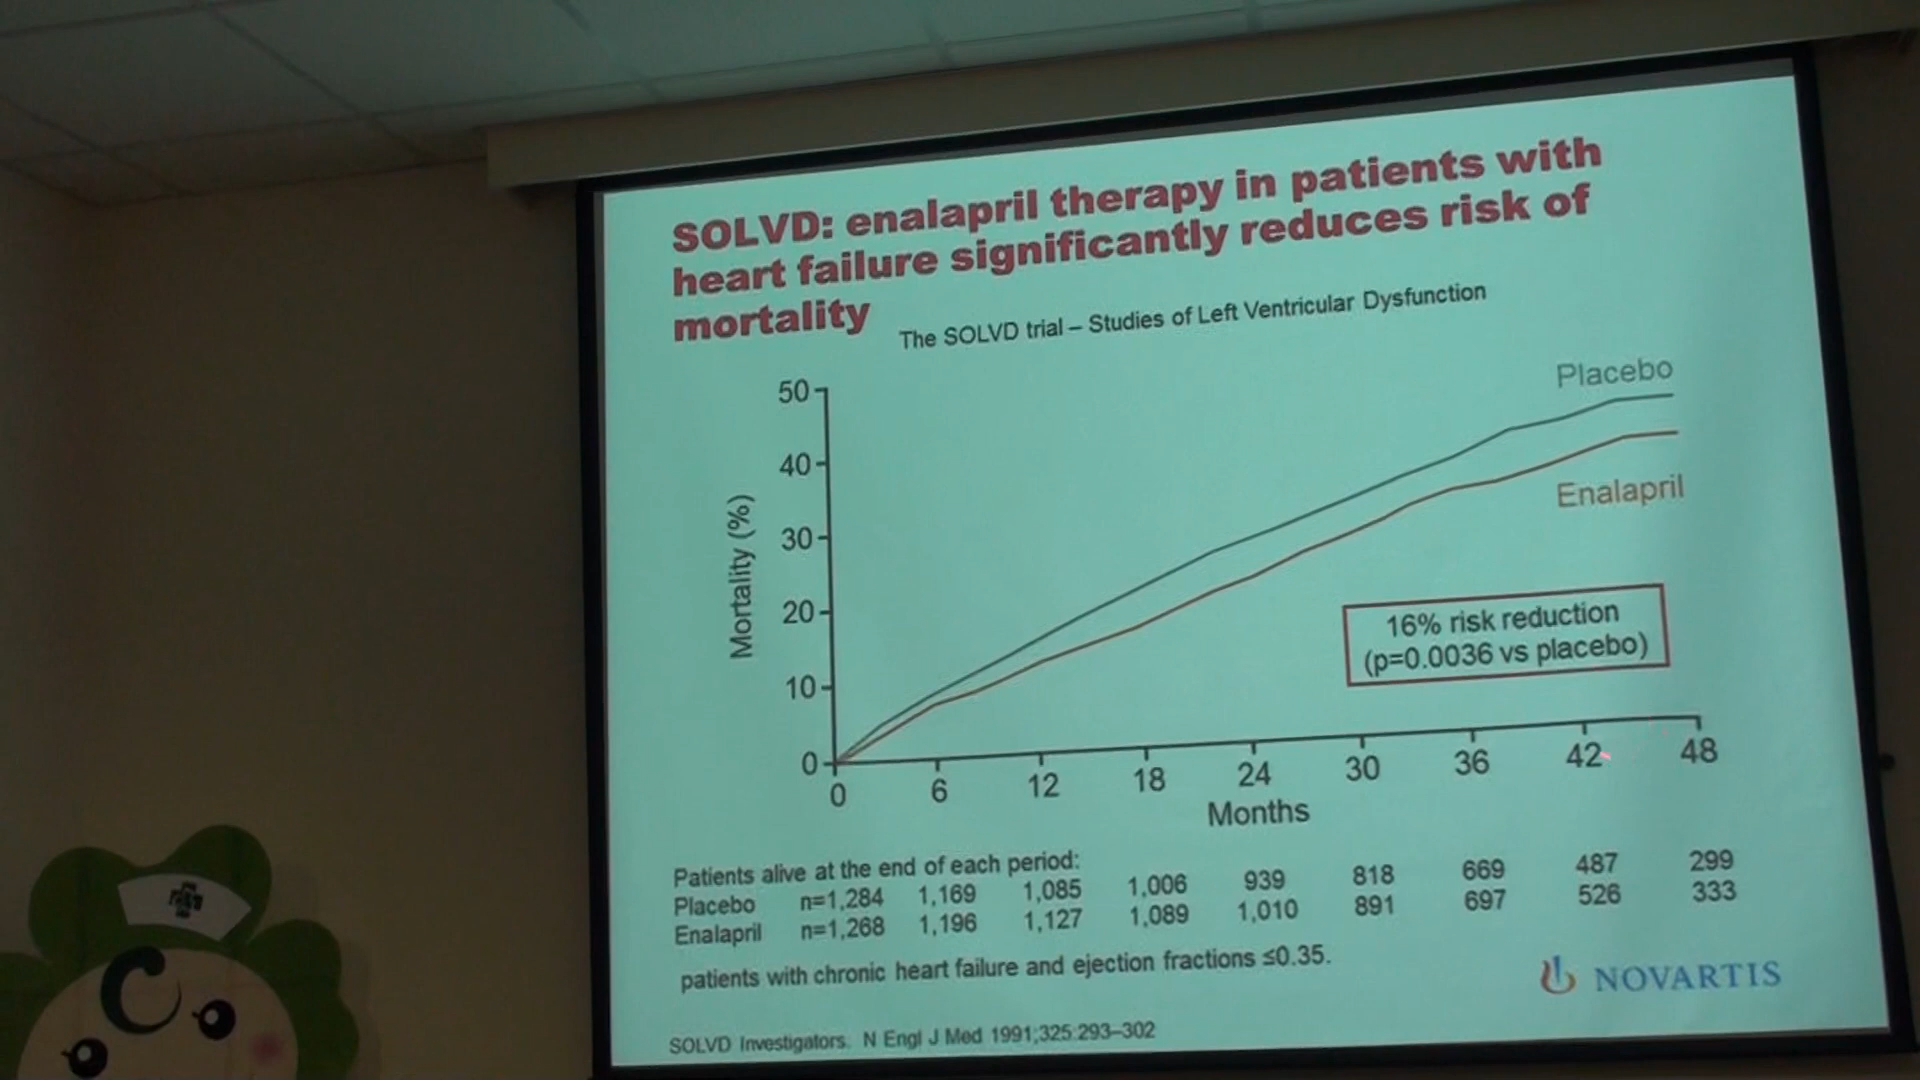 SOLVD: enalapril therapy in patients with
heart failure significantly reduces risk of
mortality
The SOLVD trial – Studies of Left Ventricular Dysfunction
50
40
30
20
10
0
Mortality (%)
Placebo
Enalapril
16% risk reduction
(p=0.0036 vs placebo)
0 6 12 18 24 30 36 42 48
Months
Patients alive at the end of each period:
Placebo n=1,284 1,169 1,085 1,006 939 818 669 487 299
Enalapril n=1,268 1,196 1,127 1,089 1,010 891 697 526 333
patients with chronic heart failure and ejection fractions ≤0.35.
NOVARTIS
SOLVD Investigators. N Engl J Med 1991;325:293–302
C